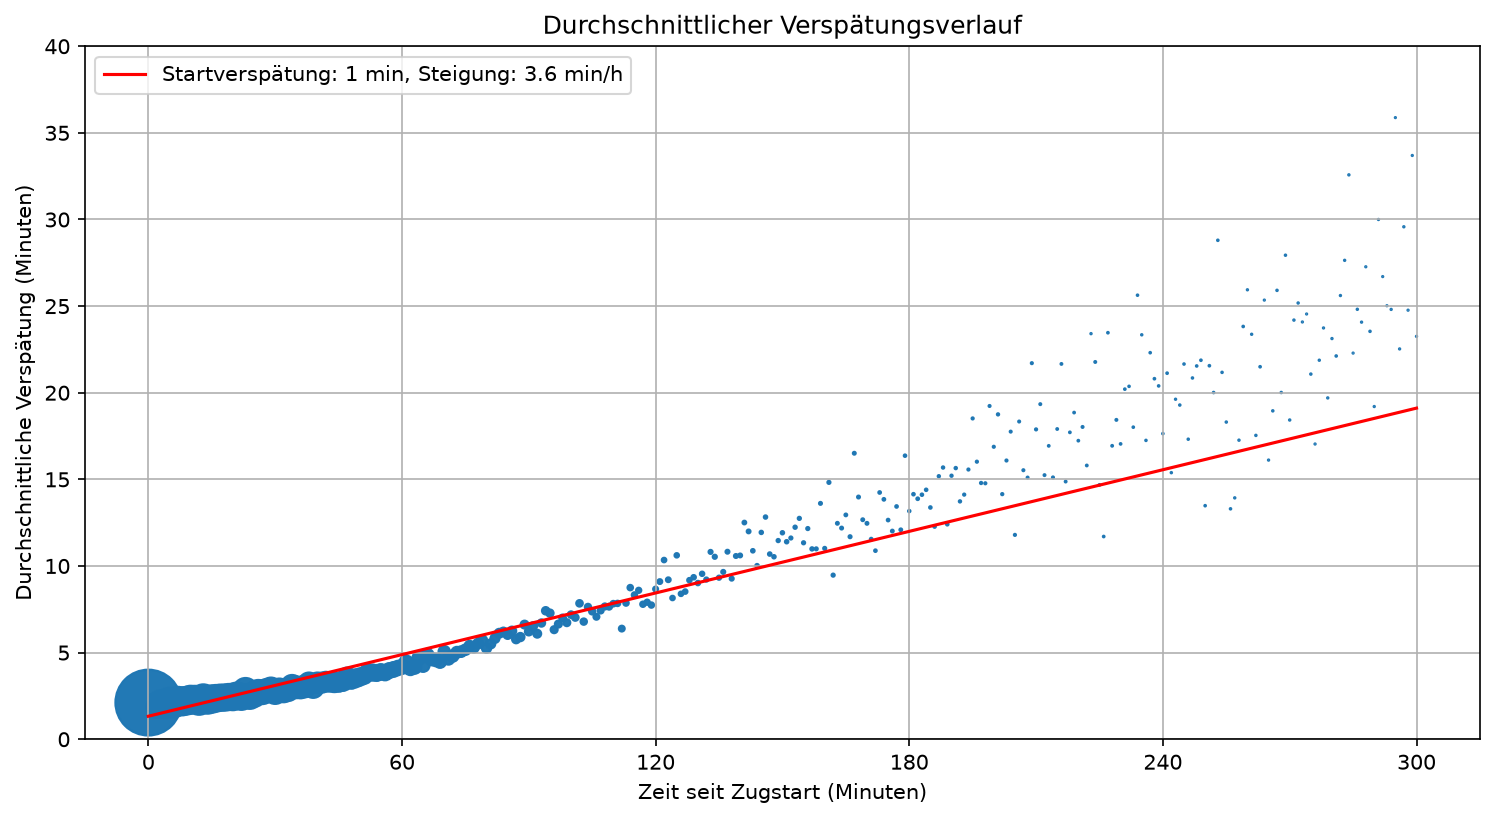 Durchschnittlicher Verspätungsverlauf
Startverspätung: 1 min, Steigung: 3.6 min/h
Durchschnittliche Verspätung (Minuten)
40
35
30
25
20
15
10
5
0
0 60 120 180 240 300
Zeit seit Zugstart (Minuten)